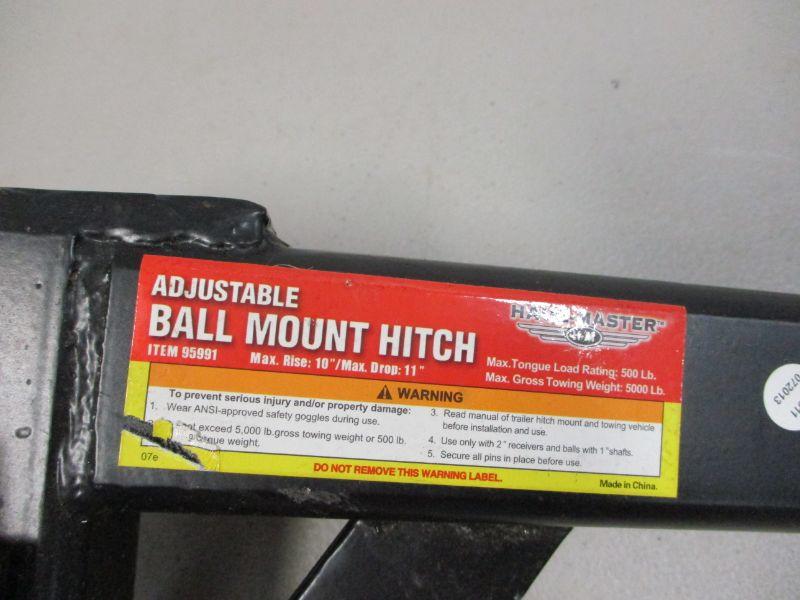 ADJUSTABLE
BALL MOUNT HITCH
ITEM 95991 Max. Rise: 10"/Max. Drop: 11"
MASTER™
Max.Tongue Load Rating: 500 Lb.
Max. Gross Towing Weight: 5000 Lb.
WARNING
To prevent serious injury and/or property damage:
1. Wear ANSI-approved safety goggles during use.
exceed 5,000 lb.gross towing weight or 500 lb.
weight.
3. Read manual of trailer hitch mount and towing vehicle
before installation and use.
4. Use only with 2" receivers and balls with 1"shafts.
5. Secure all pins in place before use.
07e
DO NOT REMOVE THIS WARNING LABEL.
Made in China.
072013